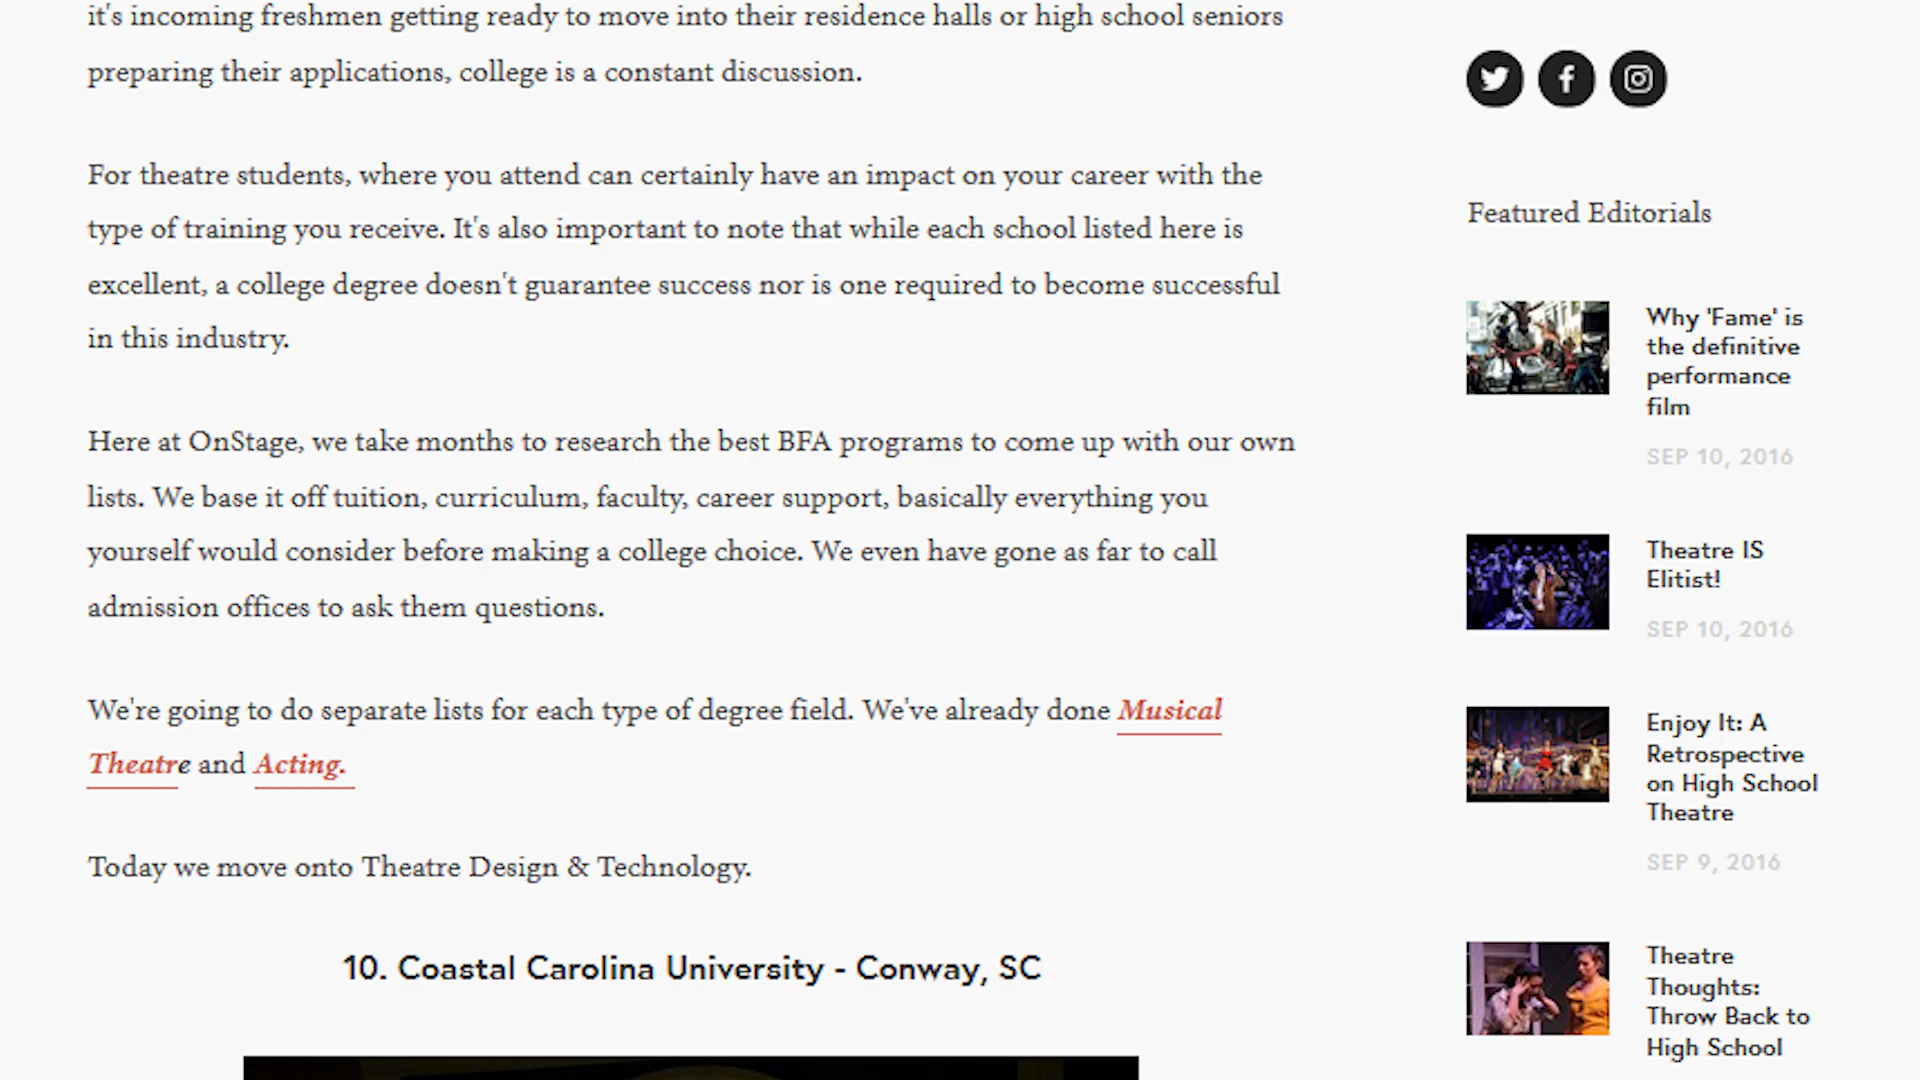 it's incoming freshmen getting ready to move into their residence halls or high school seniors
preparing their applications, college is a constant discussion.
For theatre students, where you attend can certainly have an impact on your career with the
type of training you receive. It's also important to note that while each school listed here is
excellent, a college degree doesn't guarantee success nor is one required to become successful
in this industry.
Here at OnStage, we take months to research the best BFA programs to come up with our own
lists. We base it off tuition, curriculum, faculty, career support, basically everything you
yourself would consider before making a college choice. We even have gone as far to call
admission offices to ask them questions.
We're going to do separate lists for each type of degree field. We've already done Musical
Theatre and Acting.
Today we move onto Theatre Design & Technology.
10. Coastal Carolina University - Conway, SC
Featured Editorials
Why 'Fame' is
the definitive
performance
film
SEP 10, 2016
Theatre IS
Elitist!
SEP 10, 2016
Enjoy It: A
Retrospective
on High School
Theatre
SEP 9, 2016
Theatre
Thoughts:
Throw Back to
High School